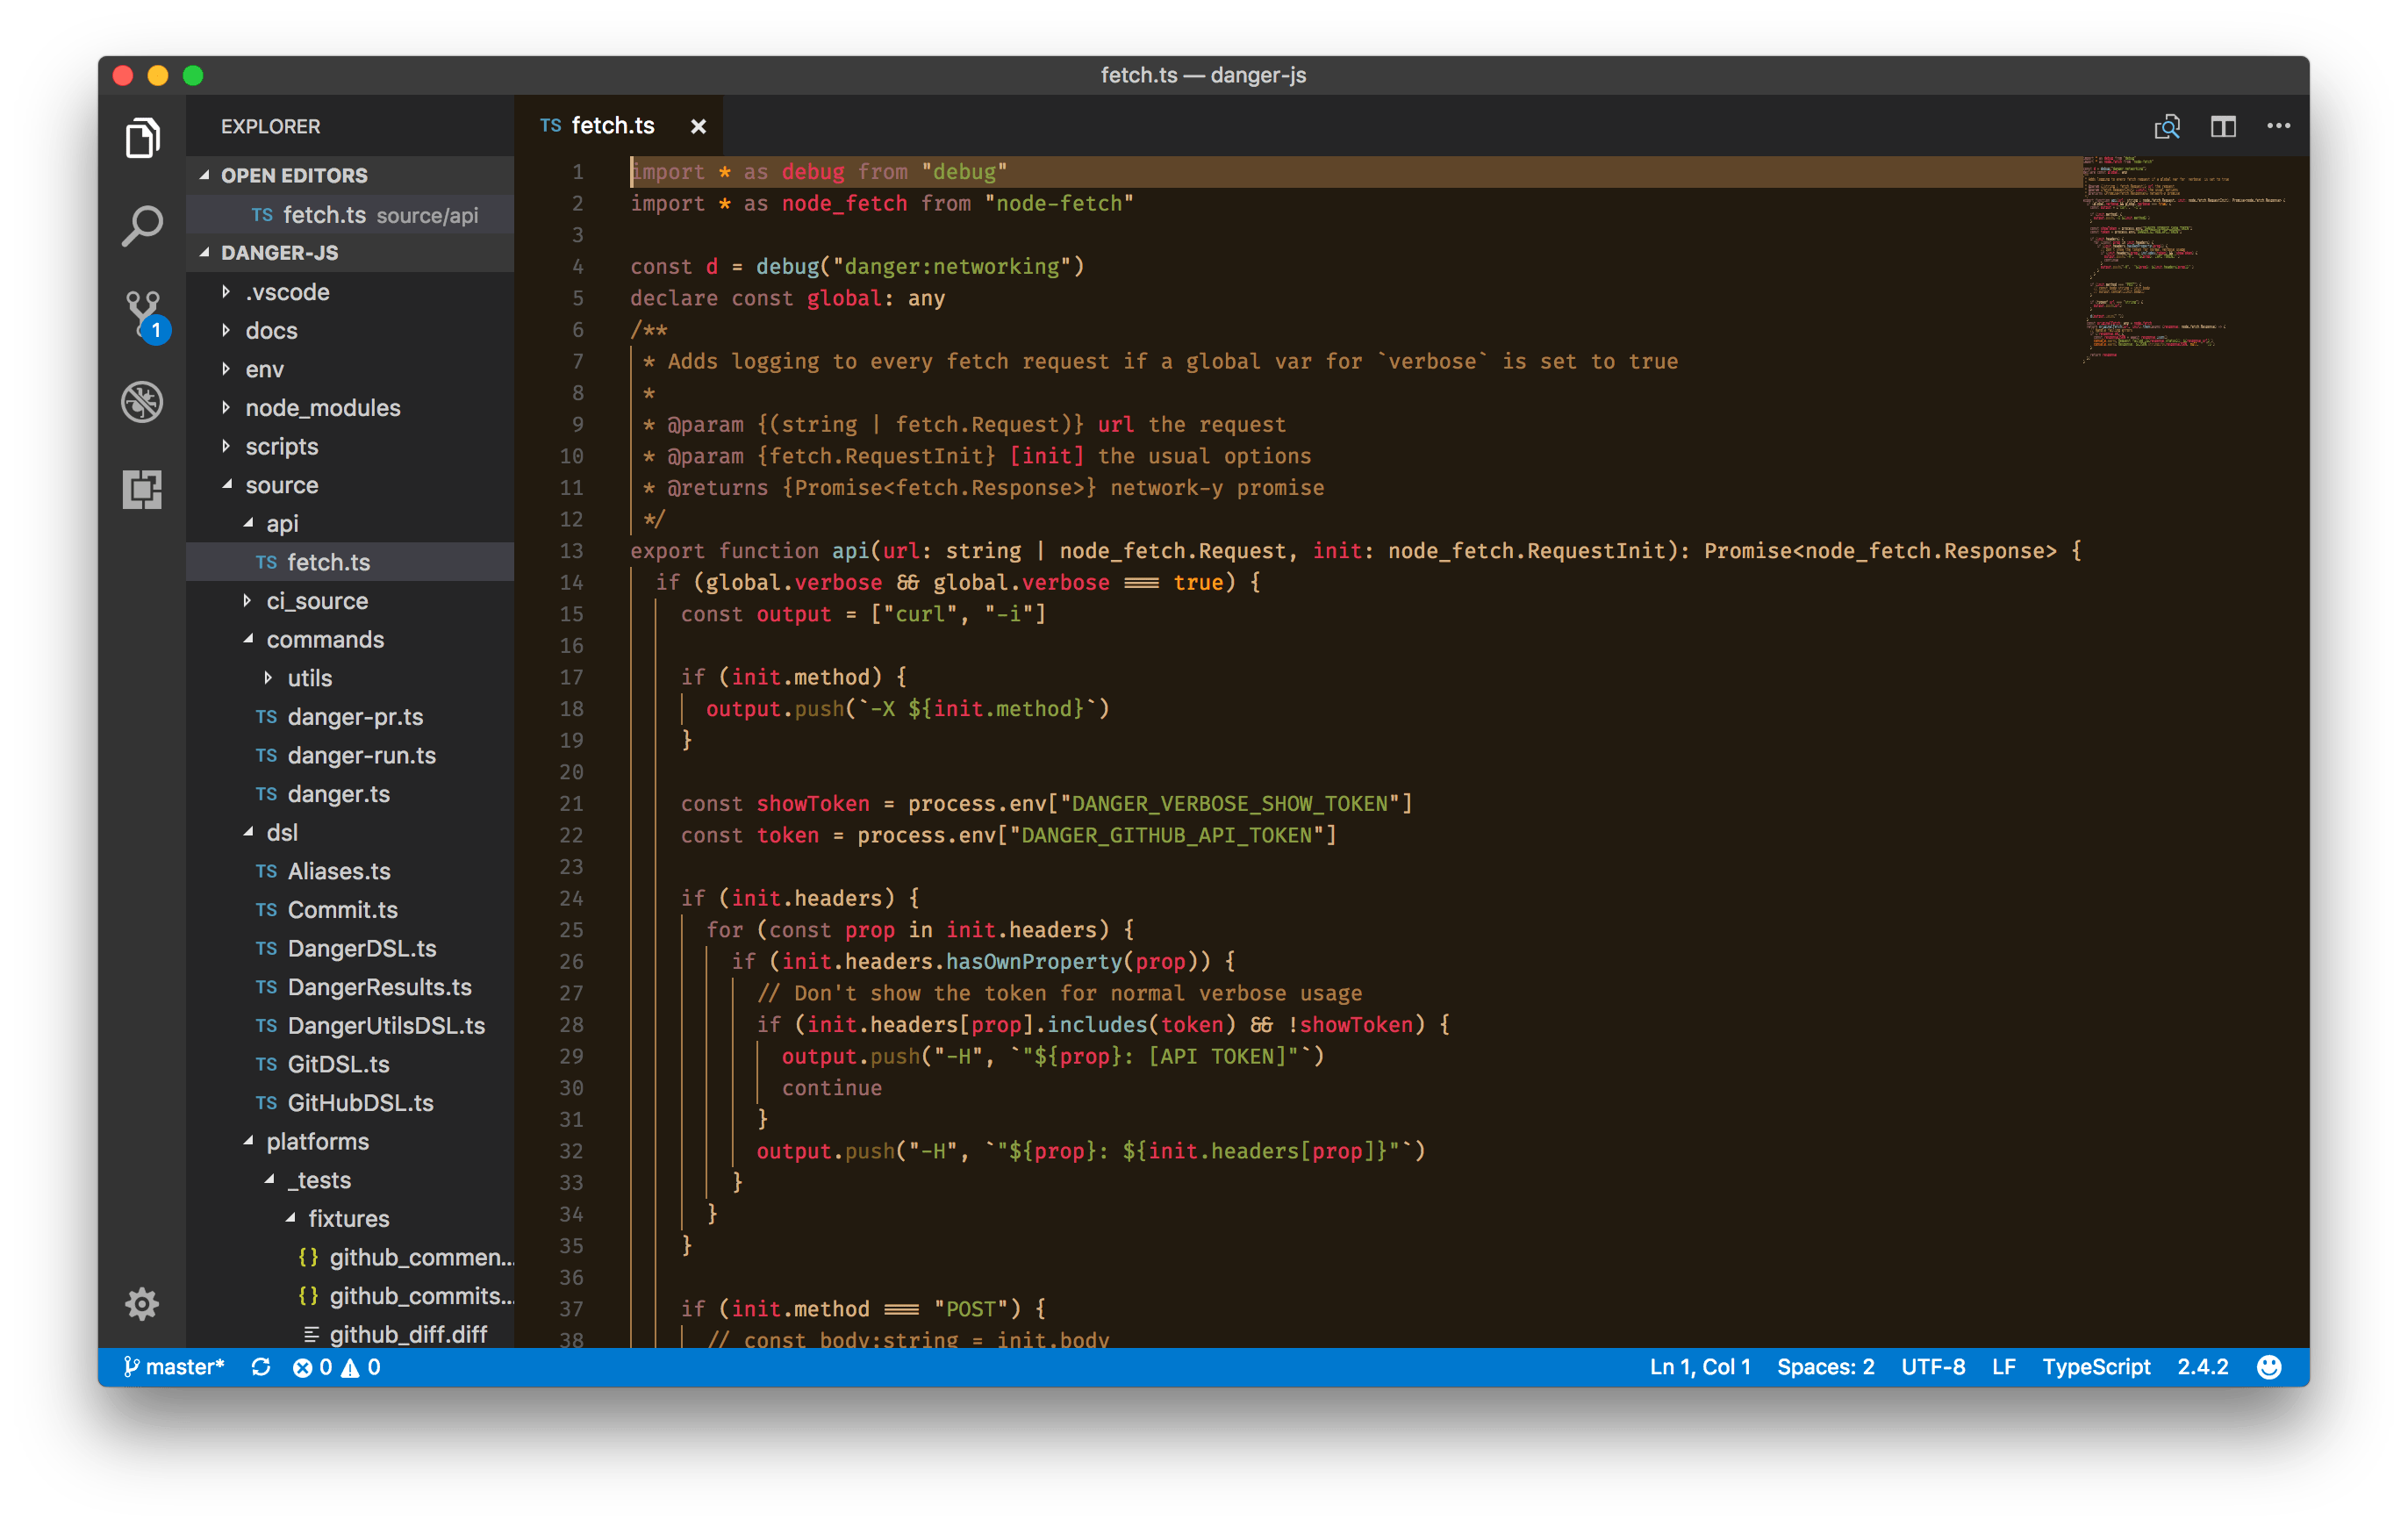 fetch.ts — danger-js
EXPLORER
OPEN EDITORS
TS fetch.ts source/api
DANGER-JS
.vscode
docs
env
node_modules
scripts
source
api
TS fetch.ts
ci_source
commands
utils
TS danger-pr.ts
TS danger-run.ts
TS danger.ts
dsl
TS Aliases.ts
TS Commit.ts
TS DangerDSL.ts
TS DangerResults.ts
TS DangerUtilsDSL.ts
TS GitDSL.ts
TS GitHubDSL.ts
platforms
_tests
fixtures
{} github_commen...
{} github_commits...
github_diff.diff
1
TS fetch.ts ×
1 import * as debug from "debug"
2 import * as node_fetch from "node-fetch"
3
4 const d = debug("danger:networking")
5 declare const global: any
6 /**
7 * Adds logging to every fetch request if a global var for `verbose` is set to true
8 *
9 * @param {(string | fetch.Request)} url the request
10 * @param {fetch.RequestInit} [init] the usual options
11 * @returns {Promise<fetch.Response>} network-y promise
12 */
13 export function api(url: string | node_fetch.Request, init: node_fetch.RequestInit): Promise<node_fetch.Response> {
14 if (global.verbose && global.verbose === true) {
15 const output = ["curl", "-i"]
16
17 if (init.method) {
18 output.push(`-X ${init.method}`)
19 }
20
21 const showToken = process.env["DANGER_VERBOSE_SHOW_TOKEN"]
22 const token = process.env["DANGER_GITHUB_API_TOKEN"]
23
24 if (init.headers) {
25 for (const prop in init.headers) {
26 if (init.headers.hasOwnProperty(prop)) {
27 // Don't show the token for normal verbose usage
28 if (init.headers[prop].includes(token) && !showToken) {
29 output.push("-H", `"${prop}: [API TOKEN]"`)
30 continue
31 }
32 output.push("-H", `"${prop}: ${init.headers[prop]}"`)
33 }
34 }
35 }
36
37 if (init.method === "POST") {
38 // const body:string = init.body
master* 0 0
Ln 1, Col 1 Spaces: 2 UTF-8 LF TypeScript 2.4.2